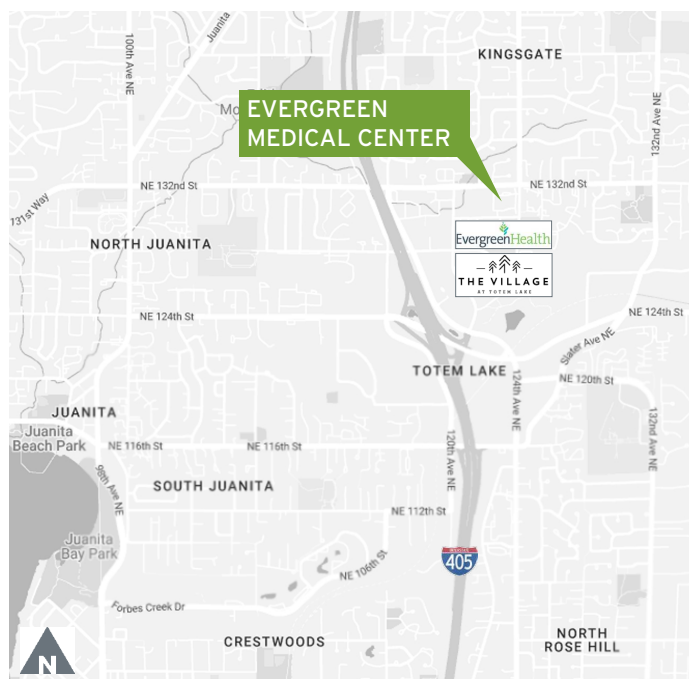 100th Ave NE
Juanita
KINGSGATE
132nd Ave NE
EVERGREEN
MEDICAL CENTER
NE 132nd St
NE 132nd St
131st Way
EvergreenHealth
NORTH JUANITA
THE VILLAGE
AT TOTEM LAKE
NE 124th St
NE 124th St
Slater Ave NE
TOTEM LAKE
NE 120th St
124th Ave NE
JUANITA
Juanita
Beach Park
NE 116th St
NE 116th St
120th Ave NE
132nd Ave NE
98th Ave NE
SOUTH JUANITA
NE 112th St
Juanita
Bay Park
405
NE 106th St
Forbes Creek Dr
CRESTWOODS
NORTH
ROSE HILL
N